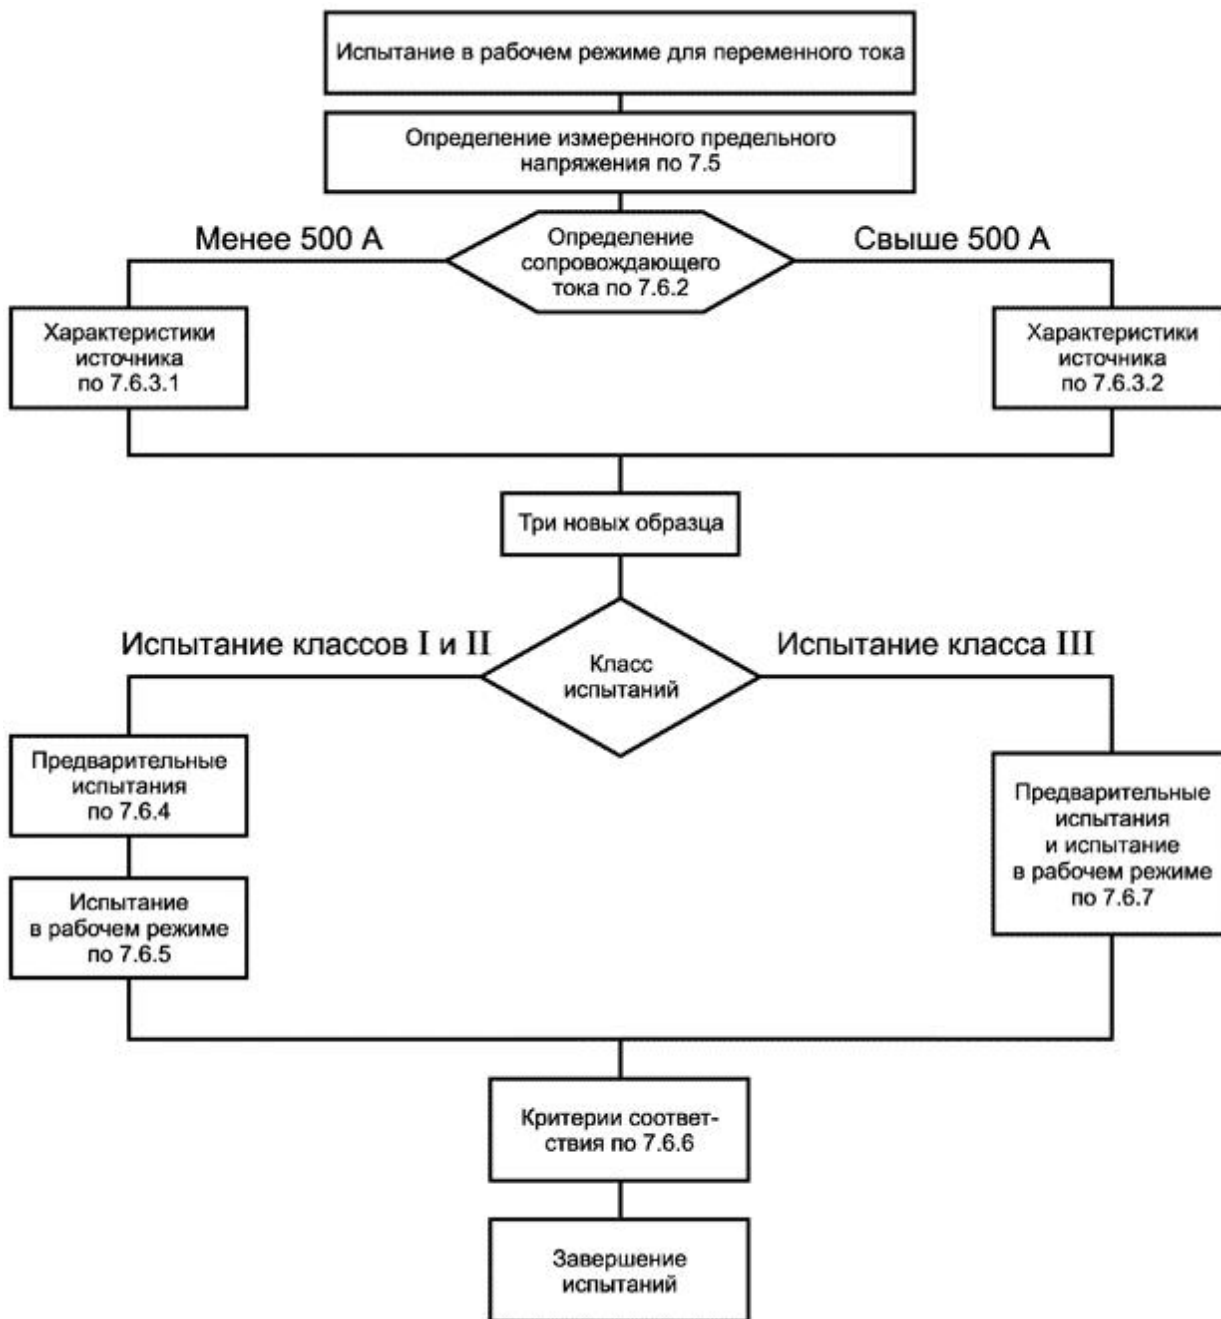 Испытание в рабочем режиме для переменного тока
Определение измеренного предельного
напряжения по 7.5
Менее 500 А
Определение
сопровождающего
тока по 7.6.2
Свыше 500 А
Характеристики
источника
по 7.6.3.1
Характеристики
источника
по 7.6.3.2
Три новых образца
Испытание классов I и II
Класс
испытаний
Испытание класса III
Предварительные
испытания
по 7.6.4
Испытание
в рабочем режиме
по 7.6.5
Предварительные
испытания
и испытание
в рабочем режиме
по 7.6.7
Критерии соответ-
ствия по 7.6.6
Завершение
испытаний